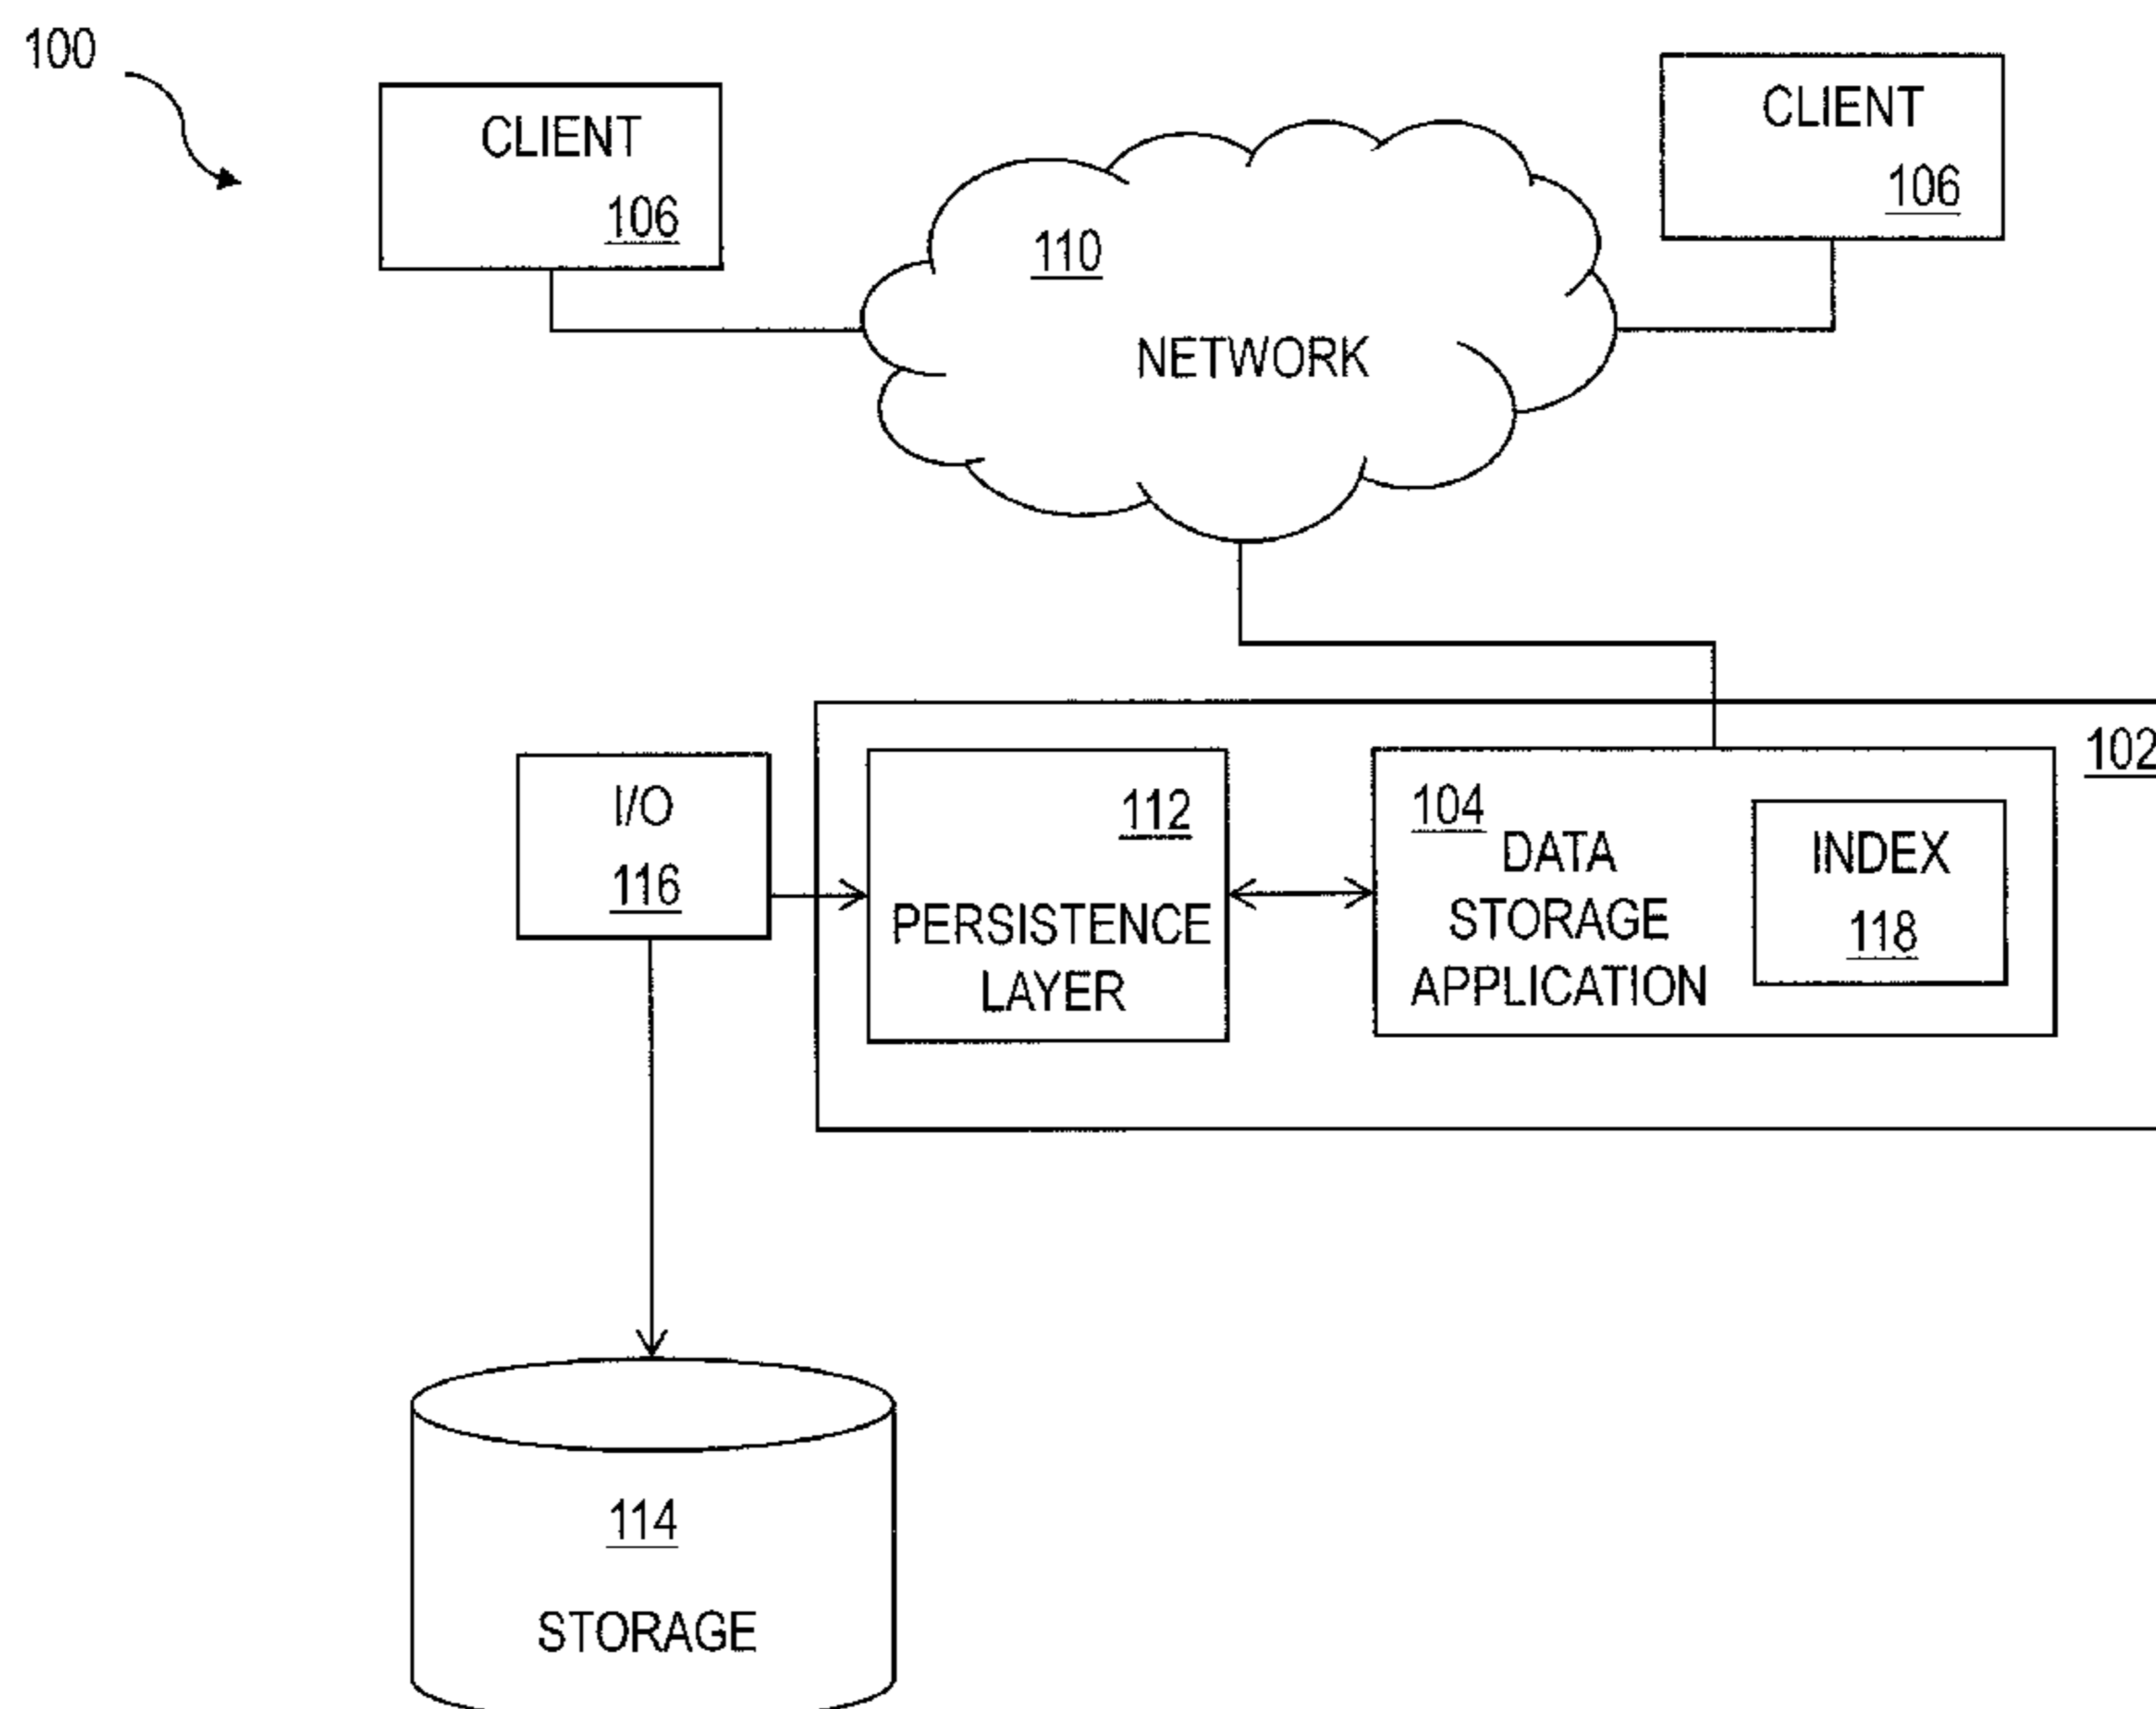 100
CLIENT
106
CLIENT
106
110
NETWORK
102
I/O
116
112
PERSISTENCE
LAYER
104
DATA
STORAGE
APPLICATION
INDEX
118
114
STORAGE